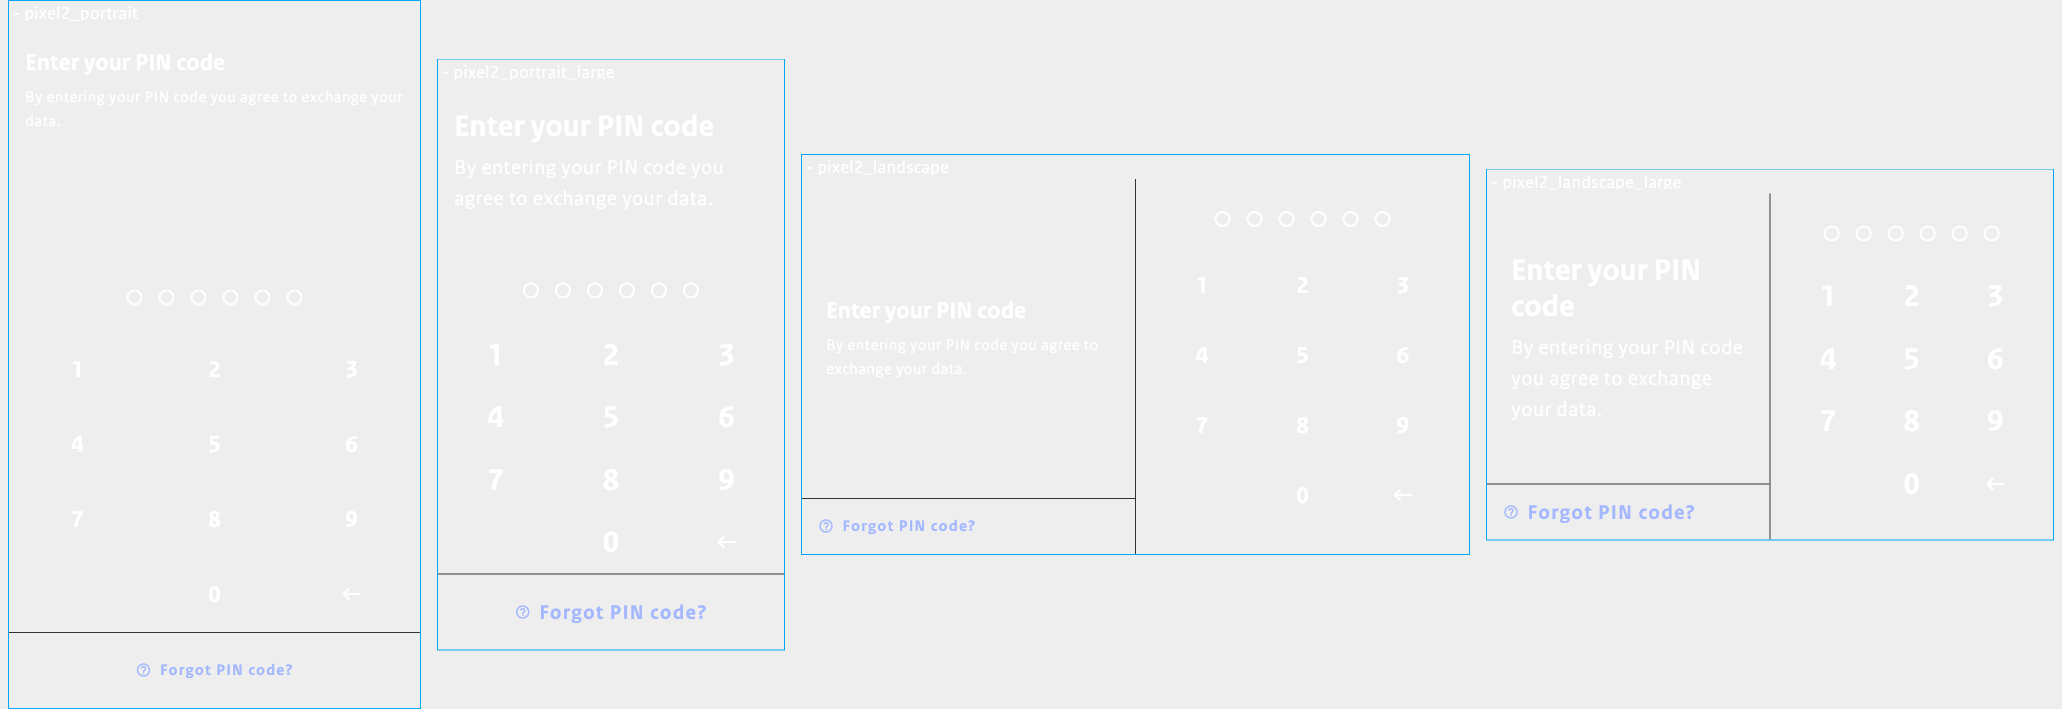 - pixel2_portrait
Enter your PIN code
By entering your PIN code you agree to exchange your
data.
1 2 3
4 5 6
7 8 9
0 ←
Forgot PIN code?
- pixel2_portrait_large
Enter your PIN code
By entering your PIN code you
agree to exchange your data.
1 2 3
4 5 6
7 8 9
0 ←
Forgot PIN code?
- pixel2_landscape
Enter your PIN code
By entering your PIN code you agree to
exchange your data.
Forgot PIN code?
1 2 3
4 5 6
7 8 9
0 ←
- pixel2_landscape_large
Enter your PIN
code
By entering your PIN code
you agree to exchange
your data.
Forgot PIN code?
1 2 3
4 5 6
7 8 9
0 ←